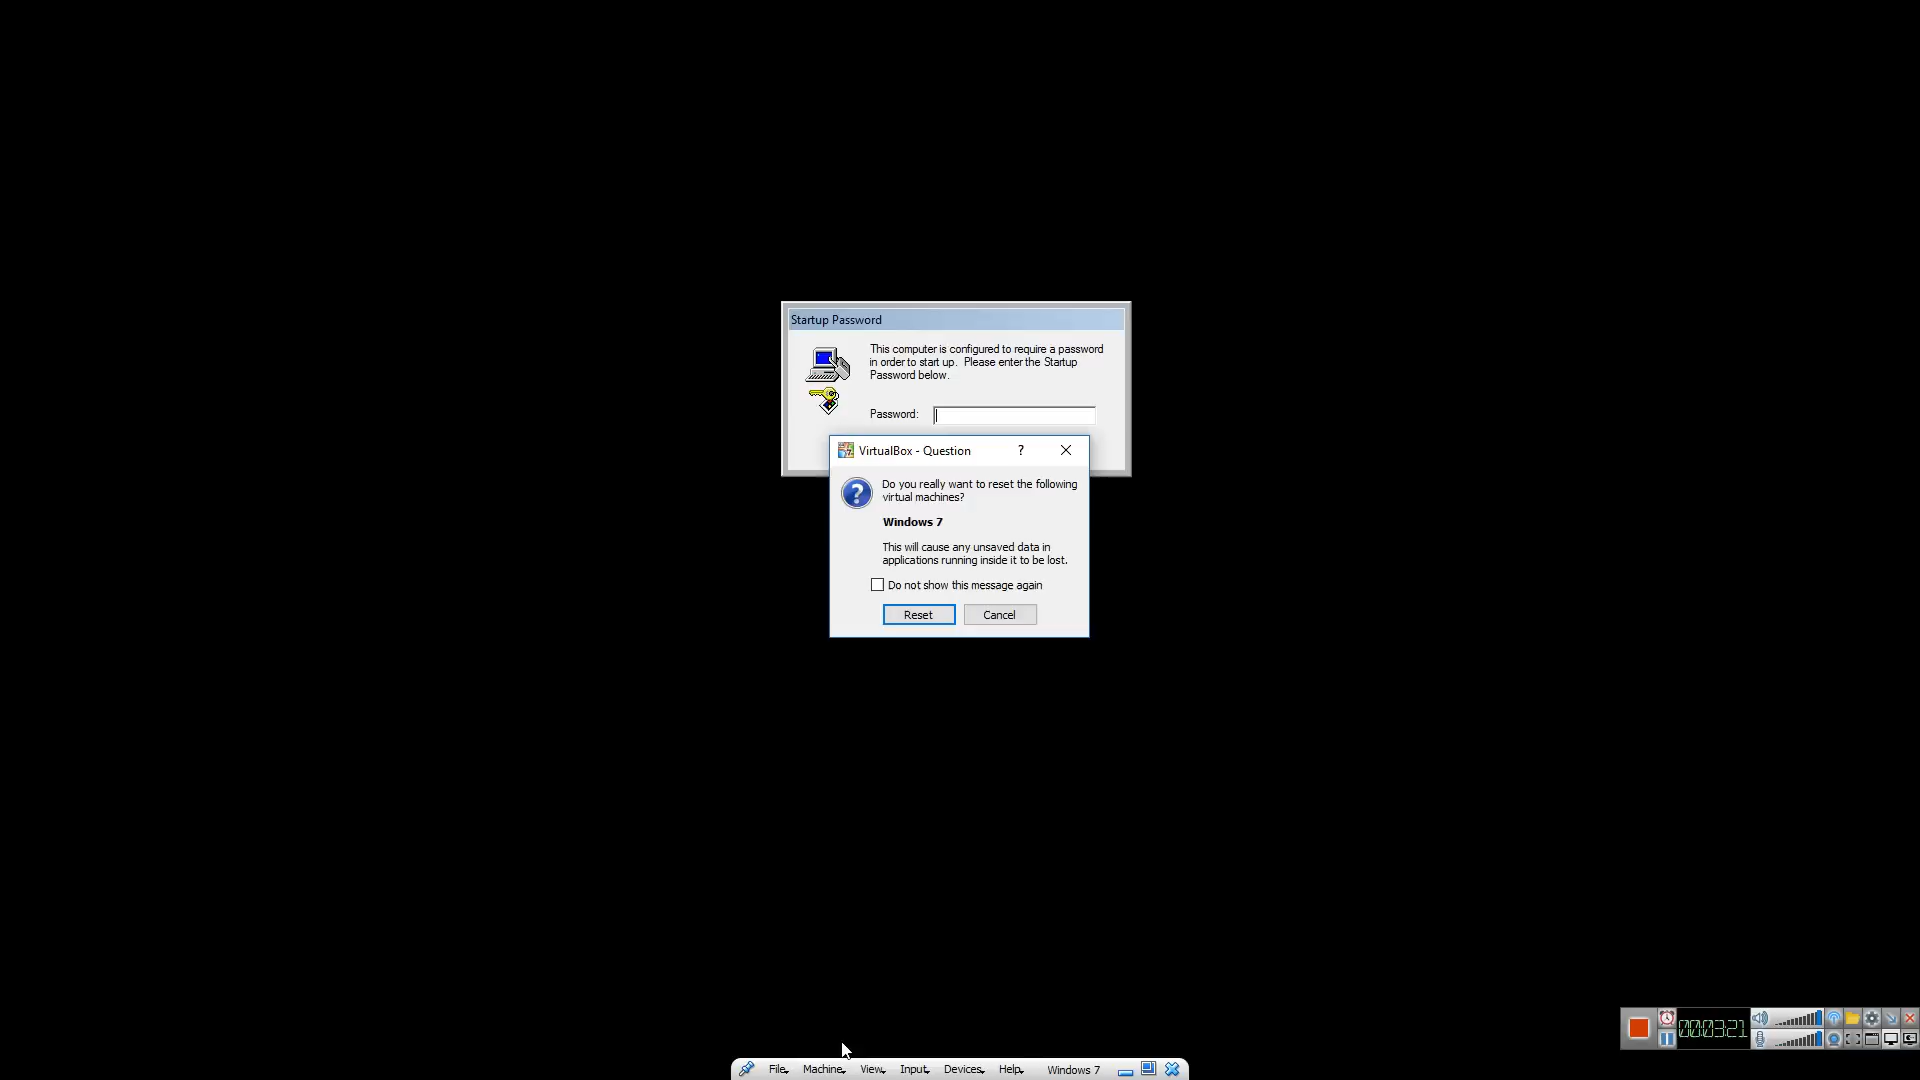 Startup Password
This computer is configured to require a password
in order to start up. Please enter the Startup
Password below.
Password:
VirtualBox - Question
?
Do you really want to reset the following
virtual machines?
Windows 7
This will cause any unsaved data in
applications running inside it to be lost.
Do not show this message again
Reset Cancel
00:03:21
File Machine View Input Devices Help Windows 7